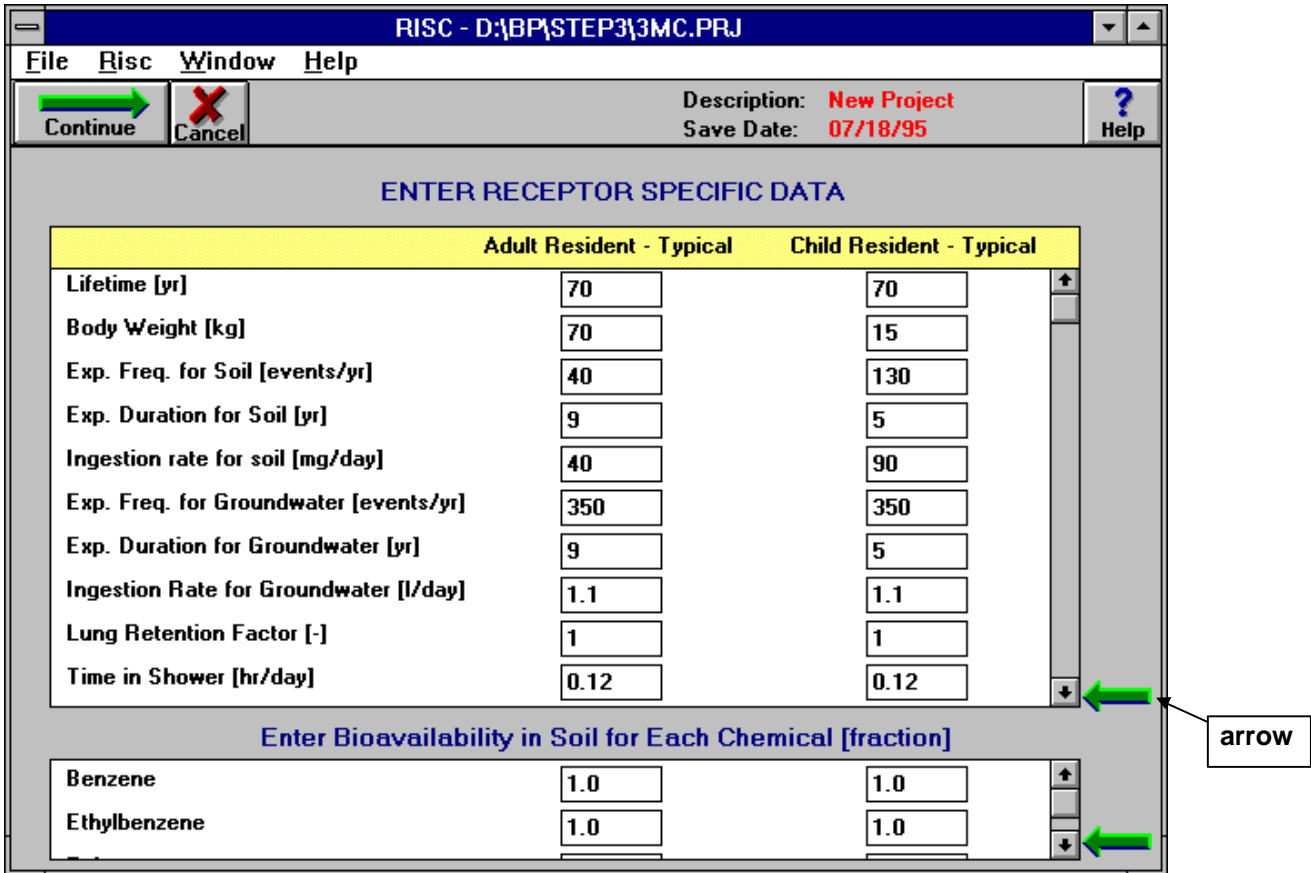 RISC - D:\BP\STEP3\3MC.PRJ
File Risc Window Help
Continue Cancel Description: New Project ? Help
Save Date: 07/18/95
ENTER RECEPTOR SPECIFIC DATA
Adult Resident - Typical Child Resident - Typical
Lifetime [yr] 70 70
Body Weight [kg] 70 15
Exp. Freq. for Soil [events/yr] 40 130
Exp. Duration for Soil [yr] 9 5
Ingestion rate for soil [mg/day] 40 90
Exp. Freq. for Groundwater [events/yr] 350 350
Exp. Duration for Groundwater [yr] 9 5
Ingestion Rate for Groundwater [l/day] 1.1 1.1
Lung Retention Factor [-] 1 1
Time in Shower [hr/day] 0.12 0.12
arrow
Enter Bioavailability in Soil for Each Chemical [fraction]
Benzene 1.0 1.0
Ethylbenzene 1.0 1.0